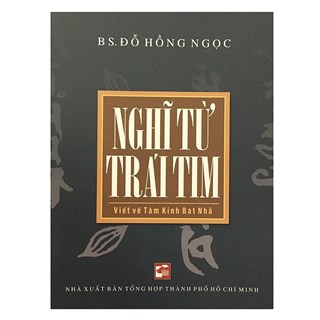 BS. ĐỖ HỒNG NGỌC
NGHĨ TỪ
TRÁI TIM
Viết về Tâm Kinh Bát Nhã
NHÀ XUẤT BẢN TỔNG HỢP THÀNH PHỐ HỒ CHÍ MINH